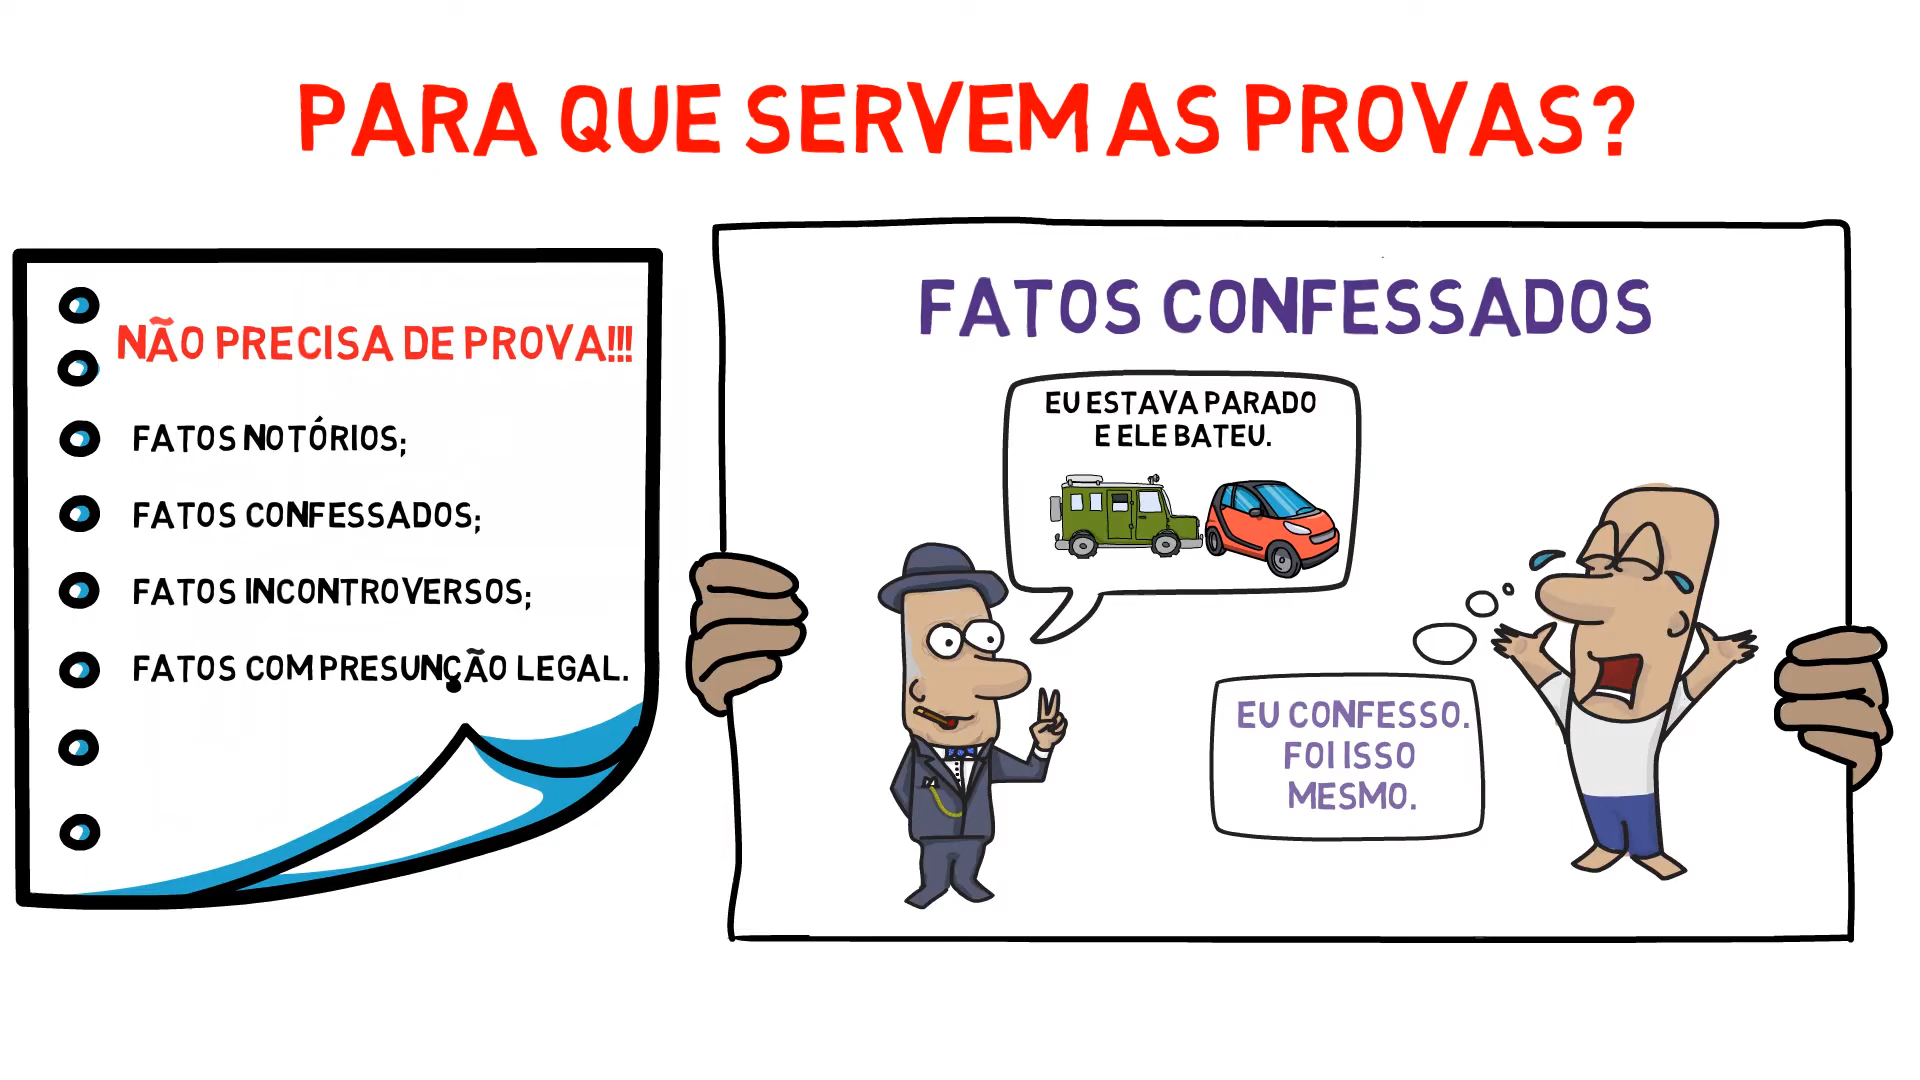 PARA QUE SERVEM AS PROVAS?
NÃO PRECISA DE PROVA!!!
FATOS NOTÓRIOS;
FATOS CONFESSADOS;
FATOS INCONTROVERSOS;
FATOS COM PRESUNÇÃO LEGAL.
FATOS CONFESSADOS
EU ESTAVA PARADO
E ELE BATEU.
EU CONFESSO.
FOI ISSO
MESMO.